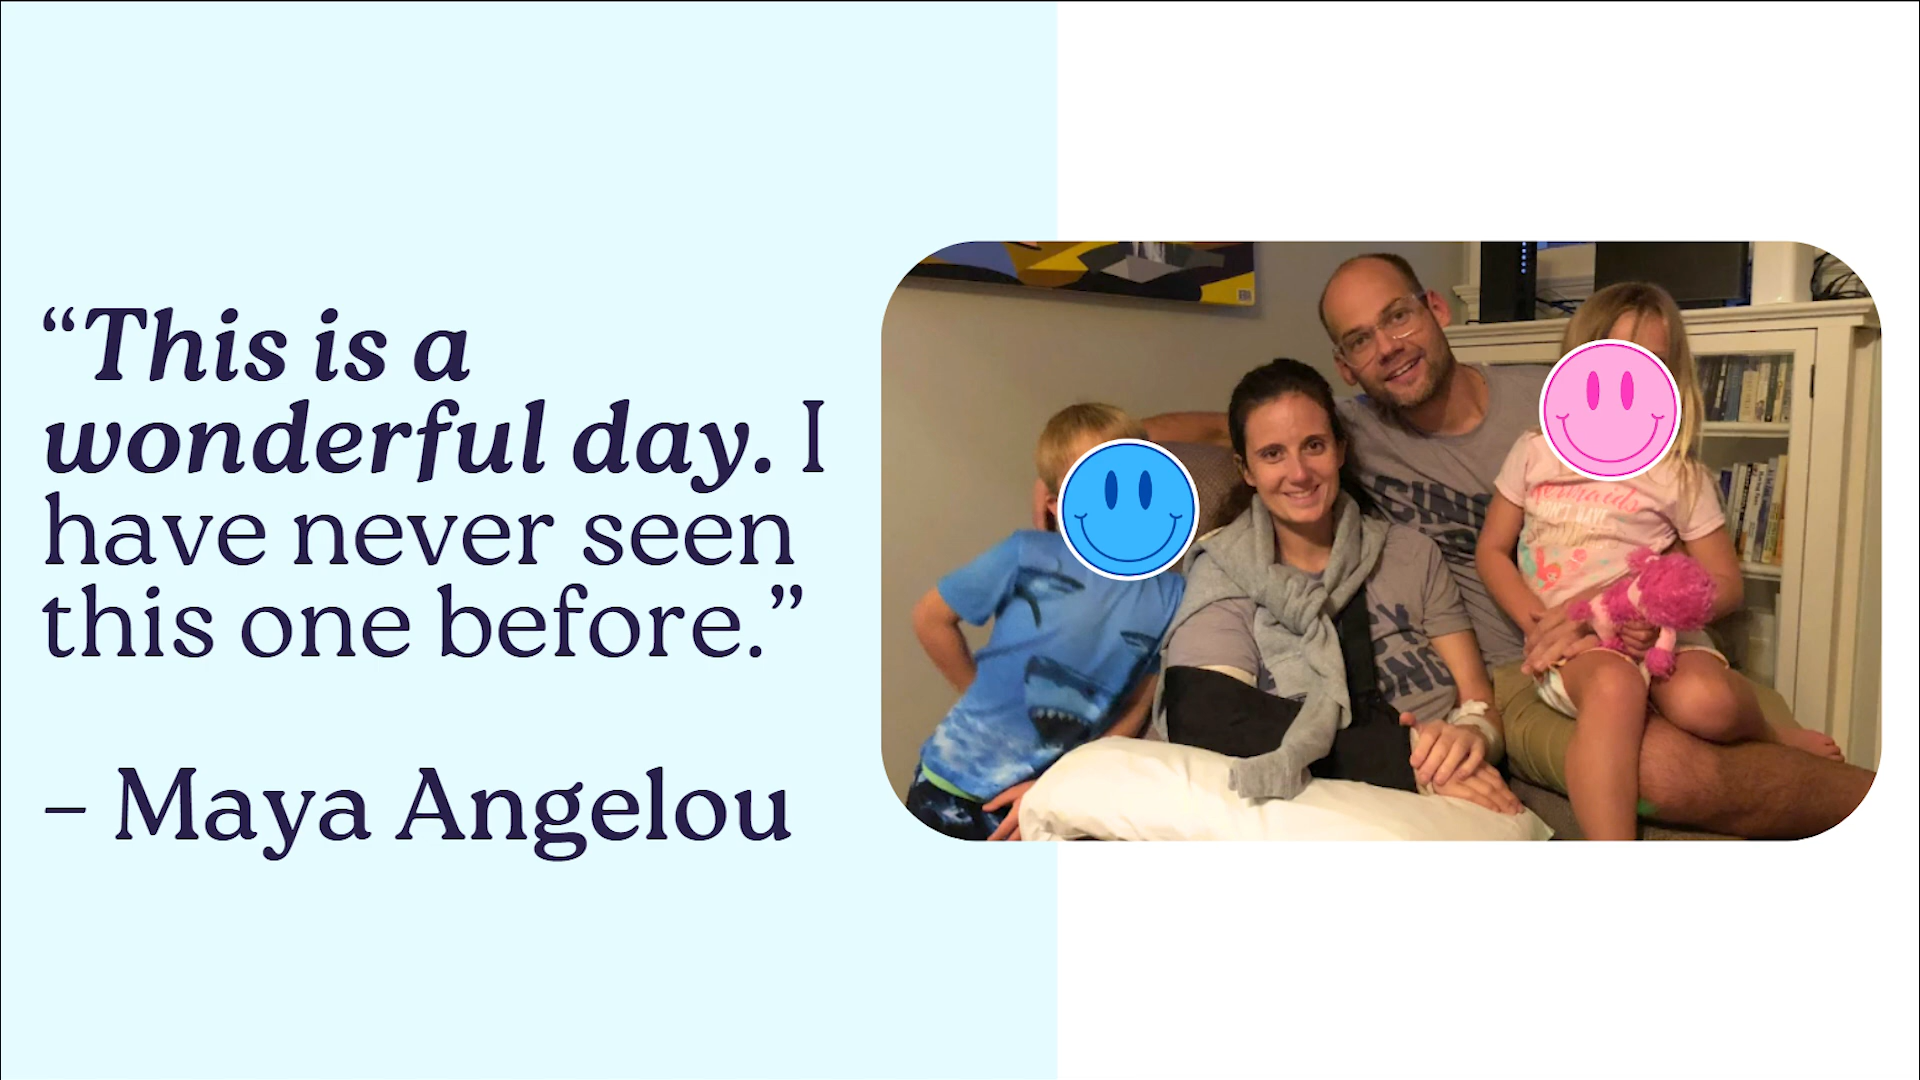 “This is a
wonderful day. I
have never seen
this one before.”
– Maya Angelou